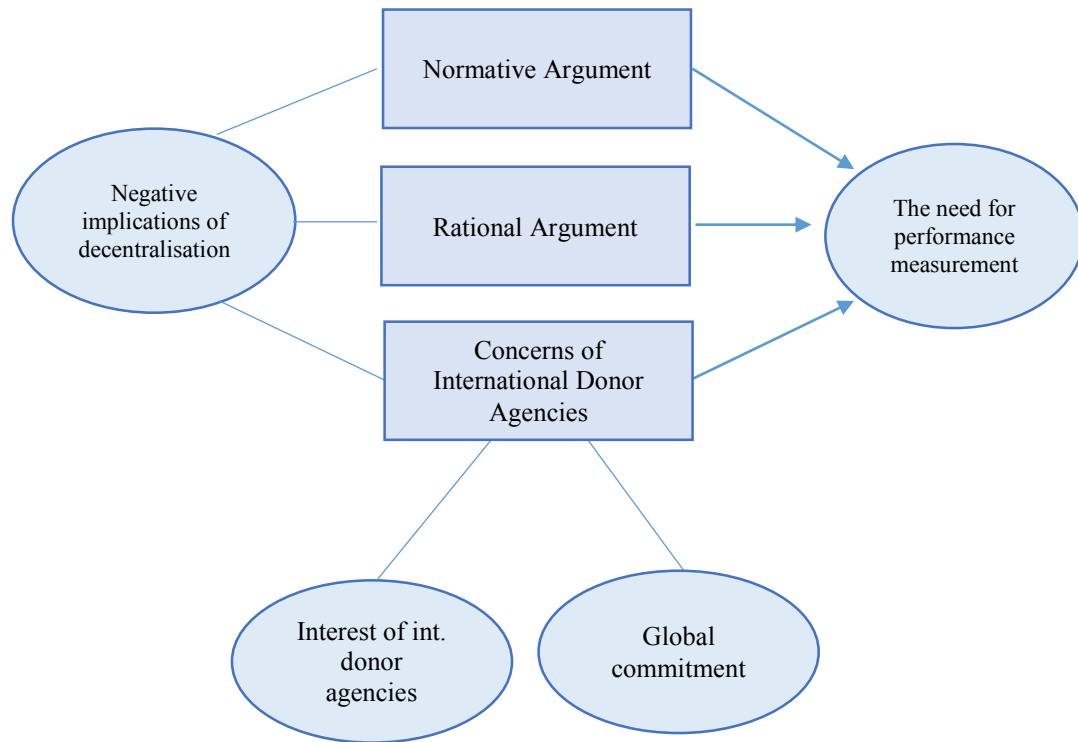 Normative Argument
Negative
implications of
decentralisation
Rational Argument
The need for
performance
measurement
Concerns of
International Donor
Agencies
Interest of int.
donor
agencies
Global
commitment